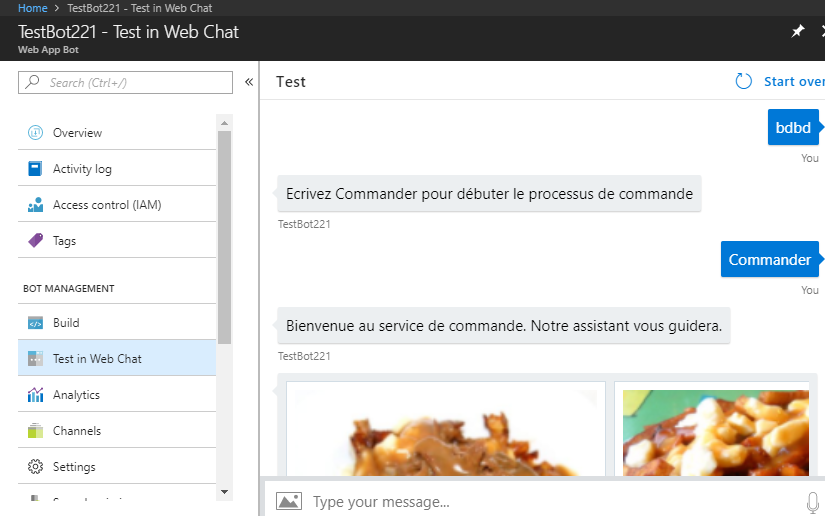 Home > TestBot221 - Test in Web Chat
TestBot221 - Test in Web Chat
Web App Bot
Search (Ctrl+/)
«
Overview
Activity log
Access control (IAM)
Tags
BOT MANAGEMENT
Build
Test in Web Chat
Analytics
Channels
Settings
Test
Start over
bdbd
You
Ecrivez Commander pour débuter le processus de commande
TestBot221
Commander
You
Bienvenue au service de commande. Notre assistant vous guidera.
TestBot221
Type your message...